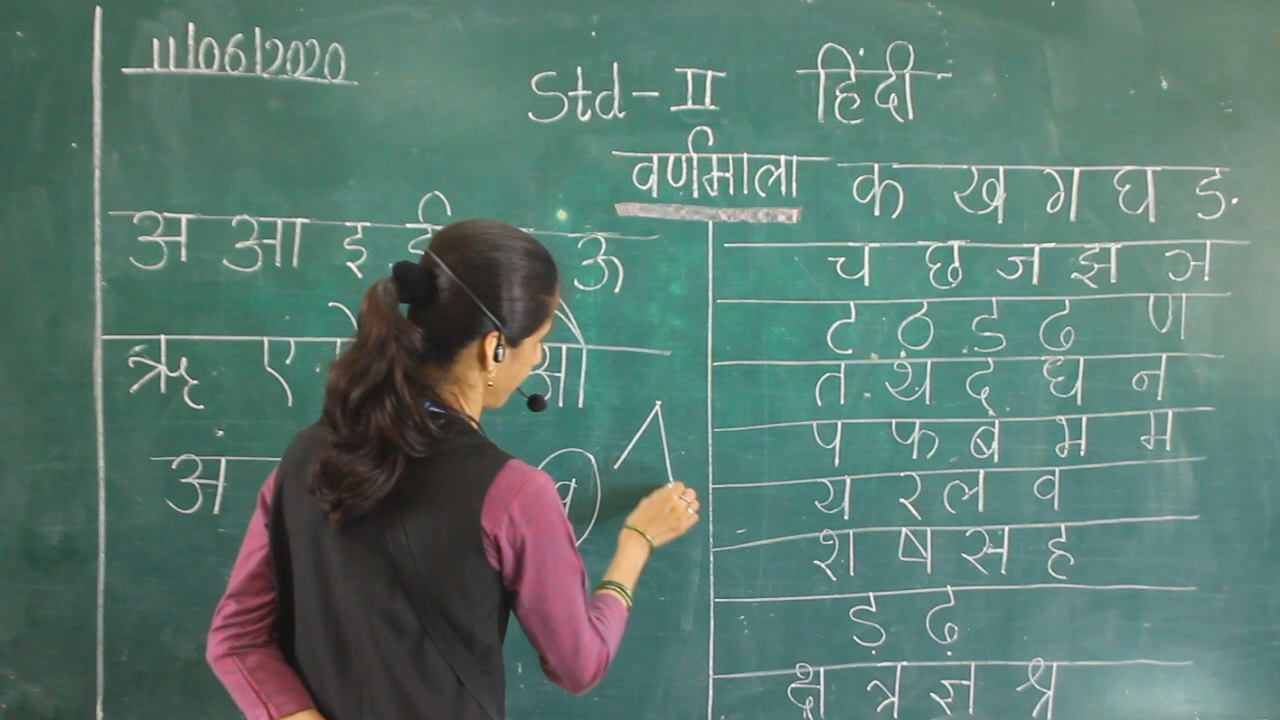 11/06/2020
Std-II हिंदी
वर्णमाला
अ आ इ ई ऊ
ऋ ए
अ
क ख ग घ ङ
च छ ज झ ञ
ट ठ ड ढ ण
त थ द ध न
प फ ब भ म
य र ल व
श ष स ह
ड़ ढ़
क्ष त्र ज्ञ श्र